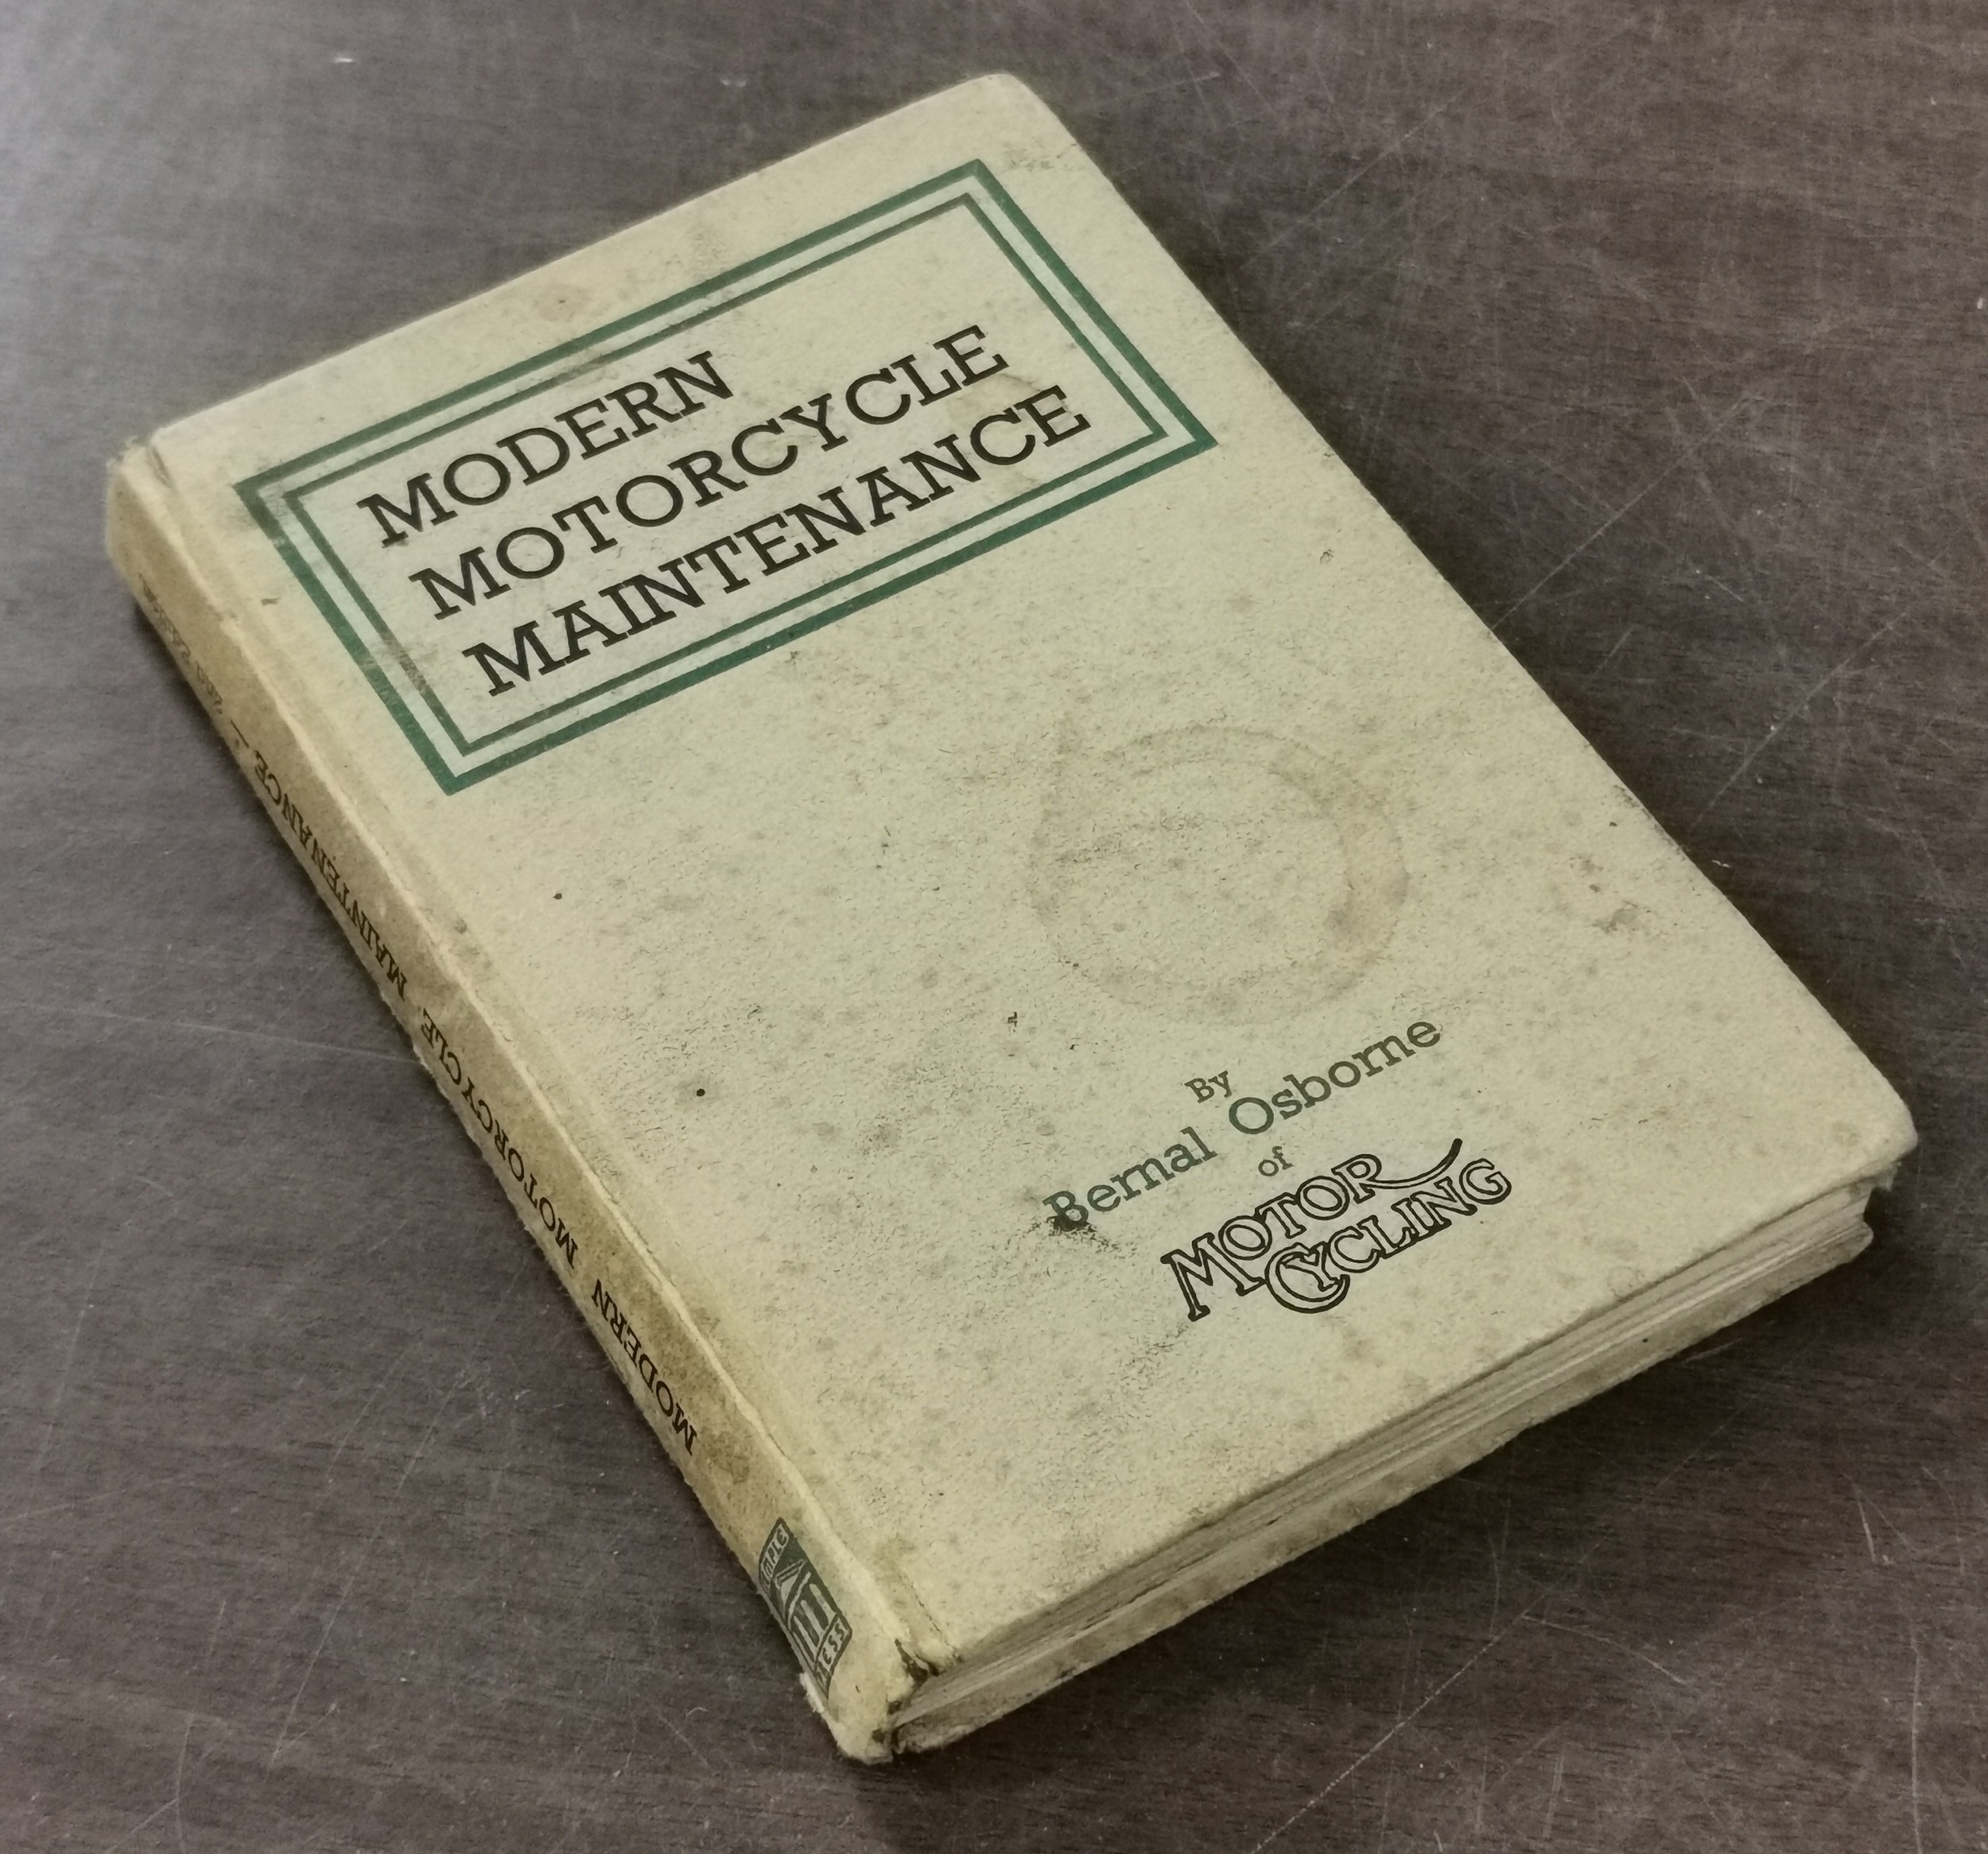 MODERN
MOTORCYCLE
MAINTENANCE
By
Bernal Osborne
of
MOTOR
CYCLING
MODERN MOTORCYCLE MAINTENANCE —